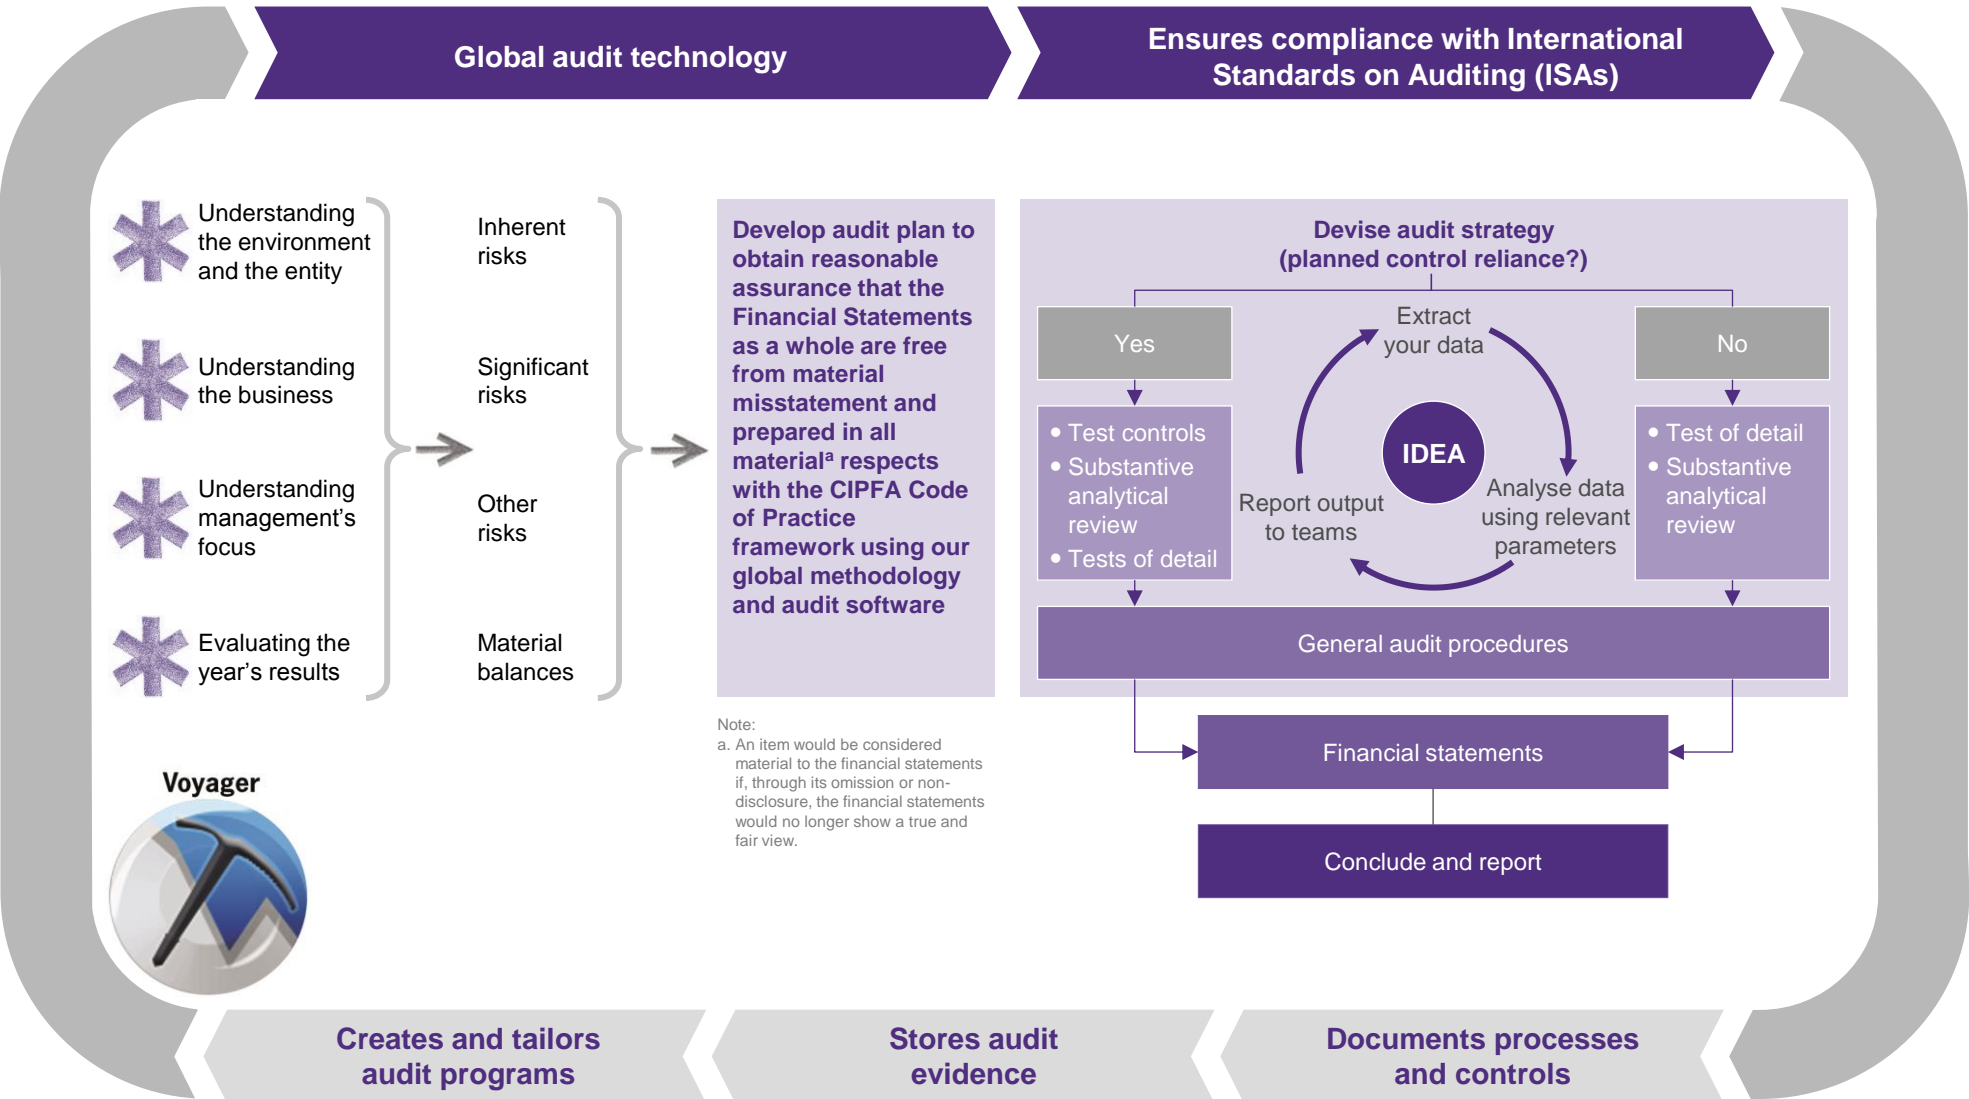 Global audit technology
Ensures compliance with International
Standards on Auditing (ISAs)
Understanding
the environment
and the entity
Understanding
the business
Understanding
management’s
focus
Evaluating the
year’s results
Inherent
risks
Significant
risks
Other
risks
Material
balances
Develop audit plan to
obtain reasonable
assurance that the
Financial Statements
as a whole are free
from material
misstatement and
prepared in all
materialᵃ respects
with the CIPFA Code
of Practice
framework using our
global methodology
and audit software
Note:
a. An item would be considered
material to the financial statements
if, through its omission or non-
disclosure, the financial statements
would no longer show a true and
fair view.
Devise audit strategy
(planned control reliance?)
Yes
• Test controls
• Substantive
analytical
review
• Tests of detail
Extract
your data
IDEA
Analyse data
using relevant
parameters
Report output
to teams
No
• Test of detail
• Substantive
analytical
review
General audit procedures
Financial statements
Conclude and report
Voyager
Creates and tailors
audit programs
Stores audit
evidence
Documents processes
and controls